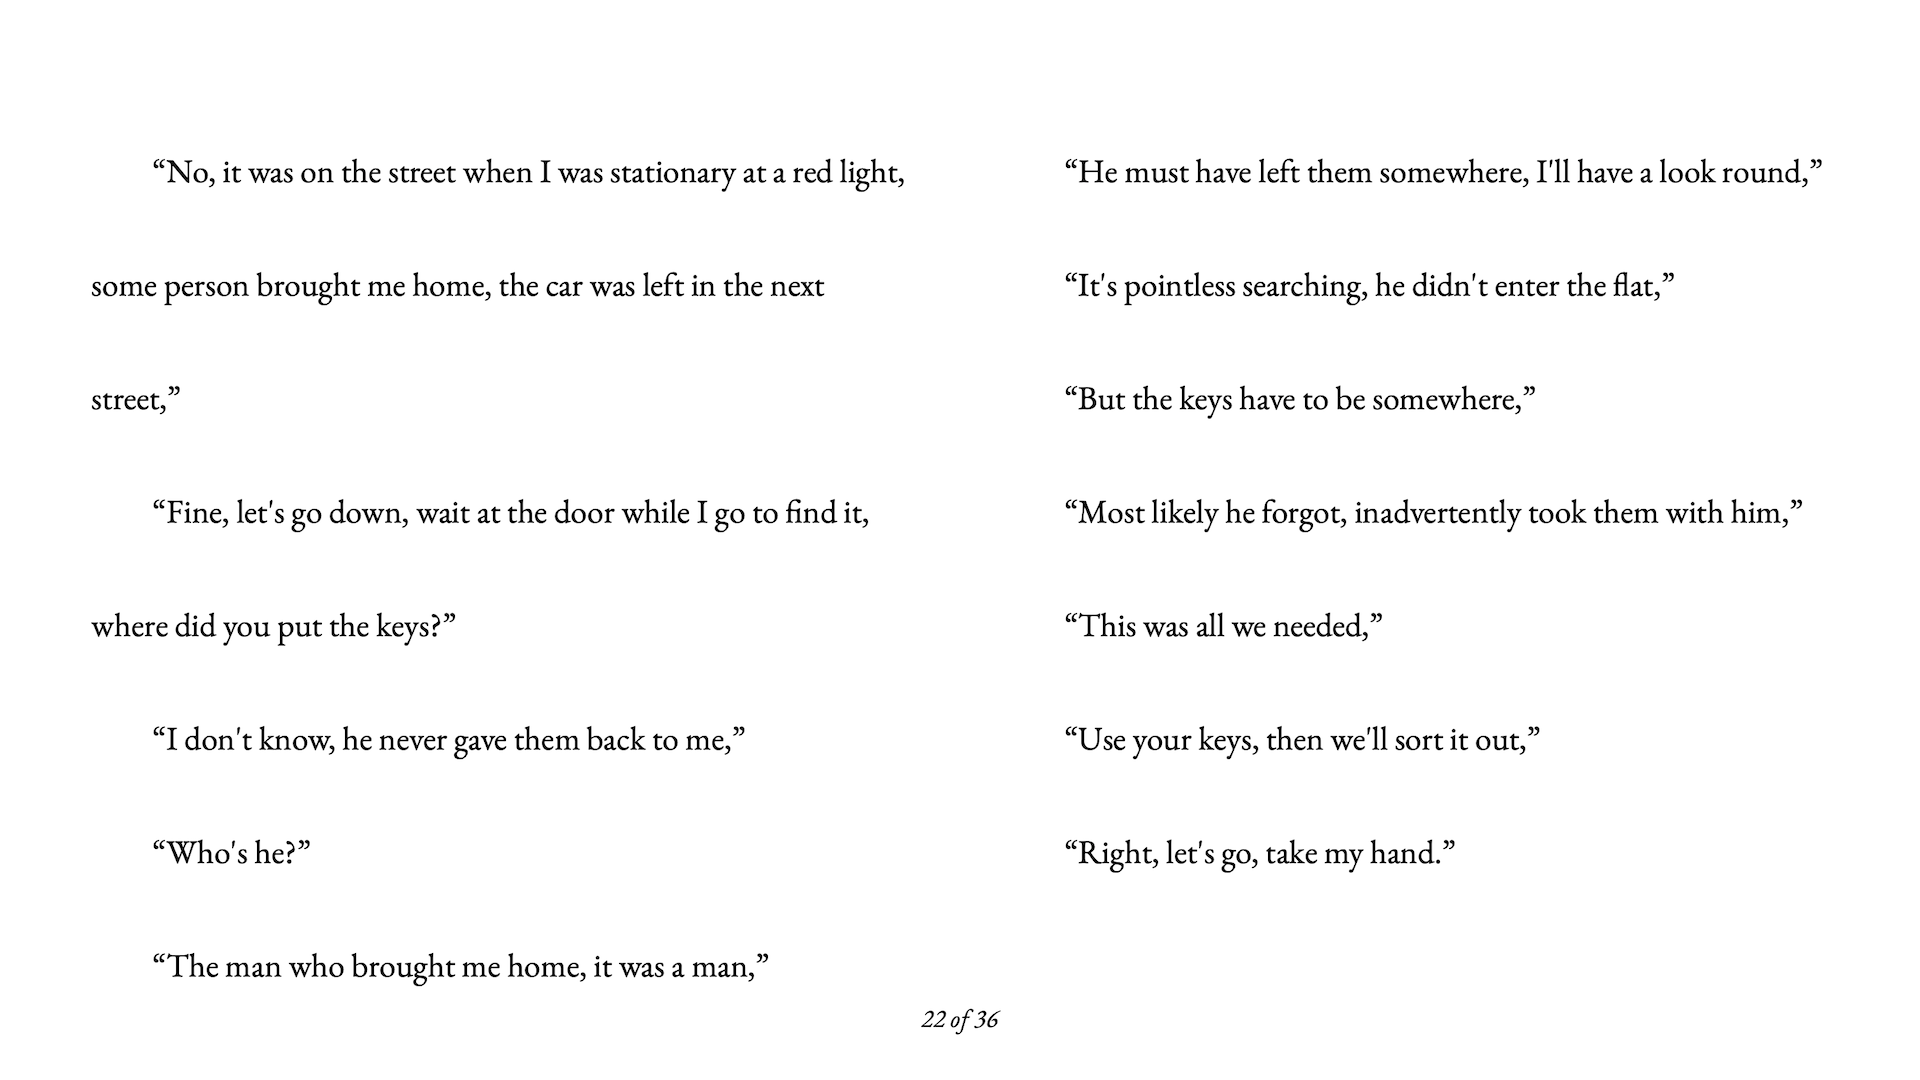 “No, it was on the street when I was stationary at a red light,
some person brought me home, the car was left in the next
street,”
“Fine, let's go down, wait at the door while I go to find it,
where did you put the keys?”
“I don't know, he never gave them back to me,”
“Who's he?”
“The man who brought me home, it was a man,”
“He must have left them somewhere, I'll have a look round,”
“It's pointless searching, he didn't enter the flat,”
“But the keys have to be somewhere,”
“Most likely he forgot, inadvertently took them with him,”
“This was all we needed,”
“Use your keys, then we'll sort it out,”
“Right, let's go, take my hand.”
22 of 36